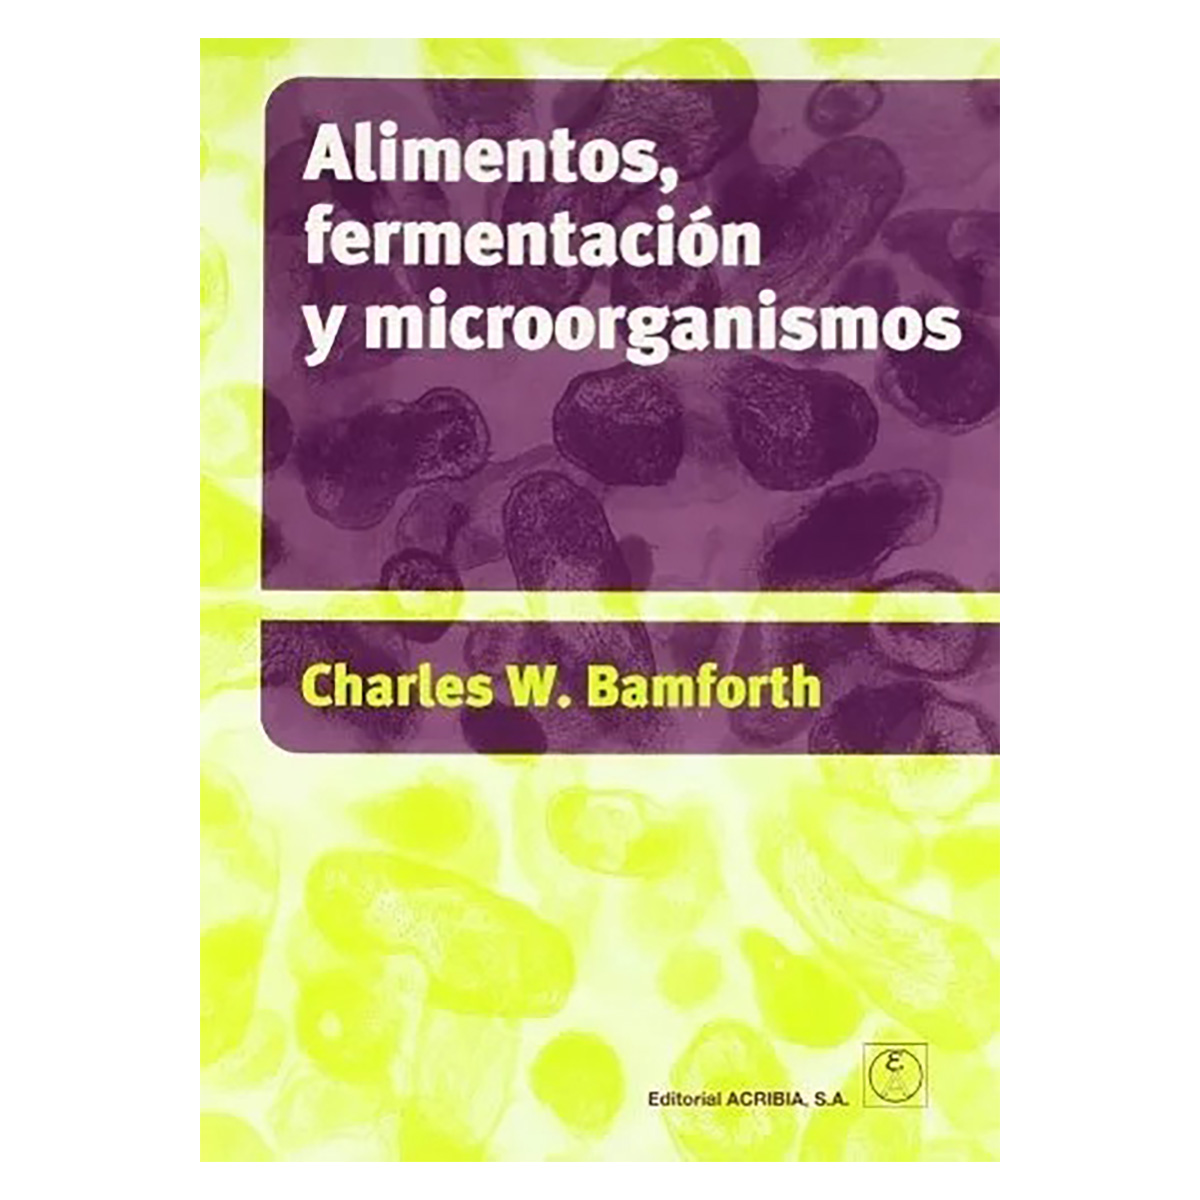 Alimentos,
fermentación
y microorganismos
Charles W. Bamforth
Editorial ACRIBIA, S.A.